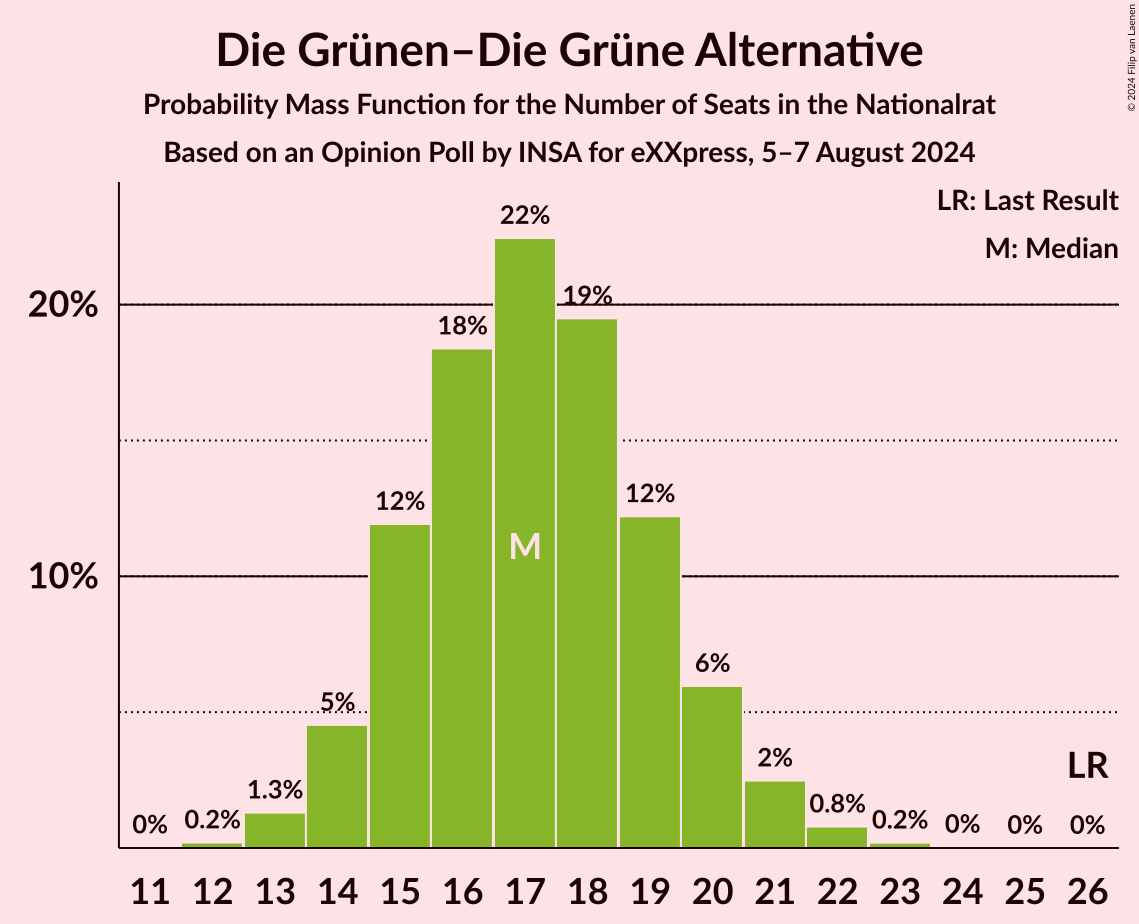 Die Grünen–Die Grüne Alternative
Probability Mass Function for the Number of Seats in the Nationalrat
Based on an Opinion Poll by INSA for eXXpress, 5–7 August 2024
© 2024 Filip van Laenen
LR: Last Result
M: Median
20%
10%
0%
0.2%
1.3%
5%
12%
18%
22%
19%
12%
6%
2%
0.8%
0.2%
0%
0%
0%
M
LR
11 12 13 14 15 16 17 18 19 20 21 22 23 24 25 26